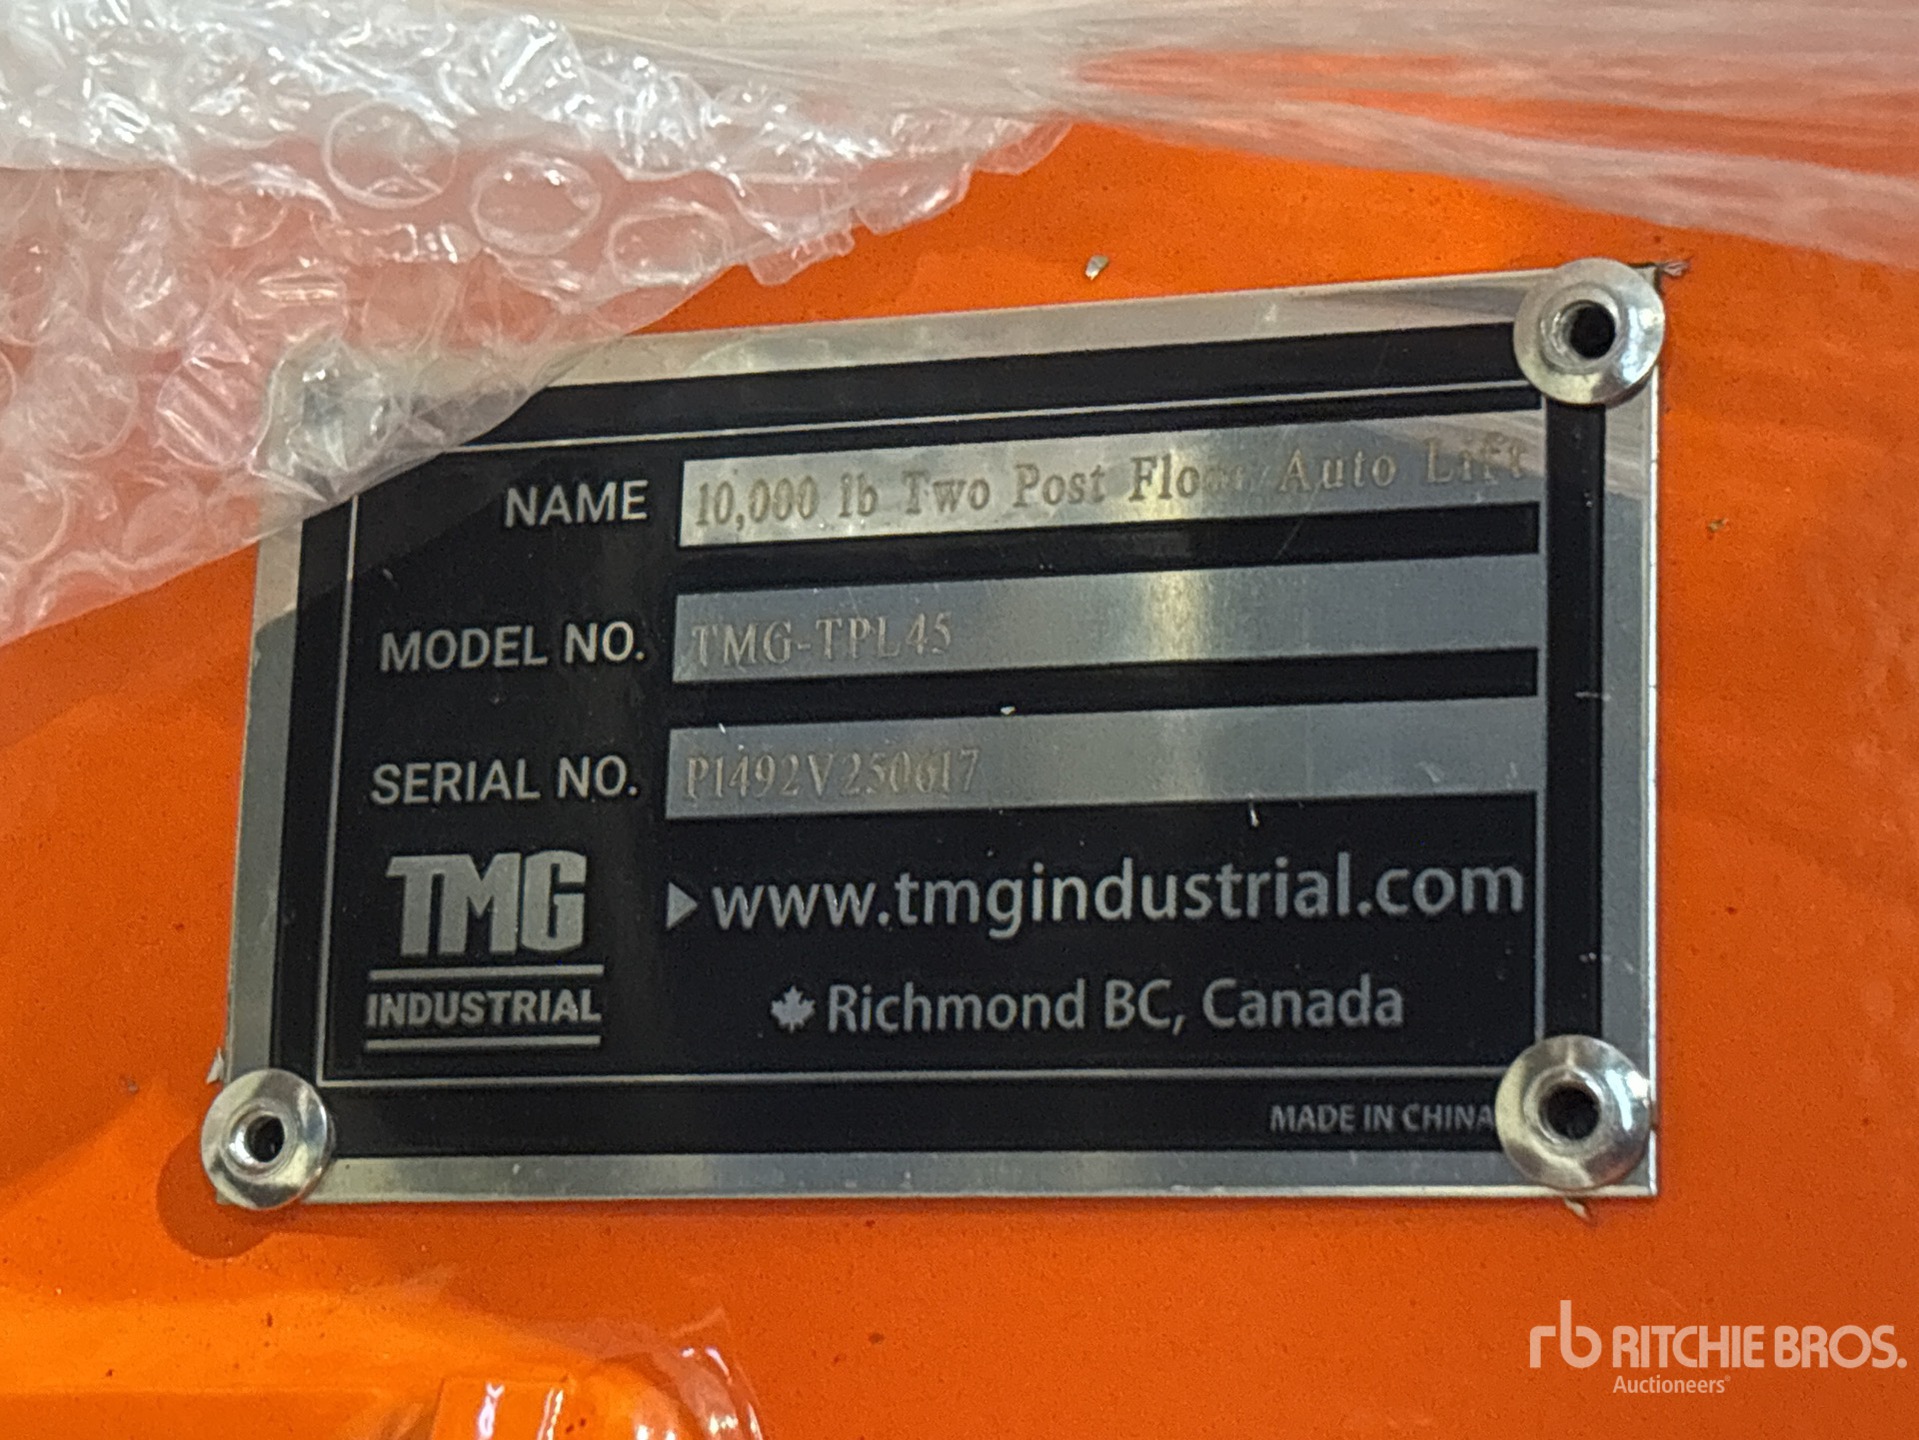 NAME 10,000 lb Two Post Floor Auto Lift
MODEL NO. TMG-TPL45
SERIAL NO. P1492V250617
TMG
INDUSTRIAL
www.tmgindustrial.com
Richmond BC, Canada
MADE IN CHINA
rb RITCHIE BROS.
Auctioneers